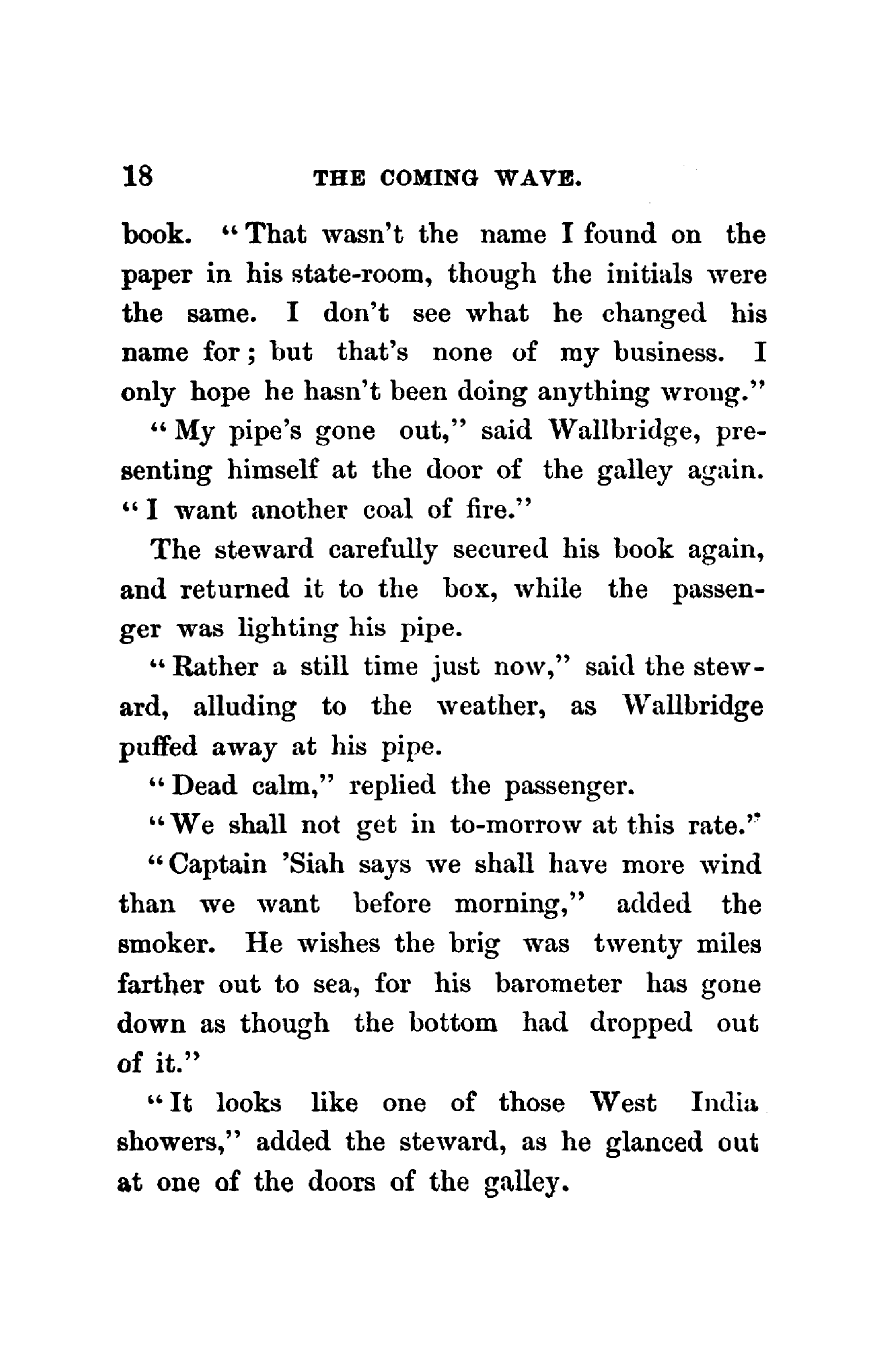 18 THE COMING WAVE.
book. “That wasn’t the name I found on the
paper in his state-room, though the initials were
the same. I don’t see what he changed his
name for; but that’s none of my business. I
only hope he hasn’t been doing anything wrong.”
“My pipe’s gone out,” said Wallbridge, pre-
senting himself at the door of the galley again.
“I want another coal of fire.”
The steward carefully secured his book again,
and returned it to the box, while the passen-
ger was lighting his pipe.
“Rather a still time just now,” said the stew-
ard, alluding to the weather, as Wallbridge
puffed away at his pipe.
“Dead calm,” replied the passenger.
“We shall not get in to-morrow at this rate.”
“Captain ’Siah says we shall have more wind
than we want before morning,” added the
smoker. He wishes the brig was twenty miles
farther out to sea, for his barometer has gone
down as though the bottom had dropped out
of it.”
“It looks like one of those West India
showers,” added the steward, as he glanced out
at one of the doors of the galley.